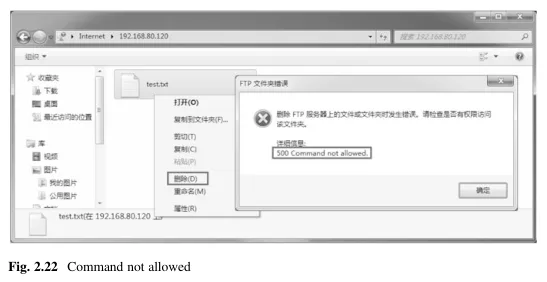 Internet ▸ 192.168.80.120
搜索 192.168.80.120
组织 ▼
收藏夹
下载
桌面
最近访问的位置
库
视频
图片
我的图片
公用图片
test.txt
打开(O)
复制到文件夹(F)...
剪切(T)
复制(C)
粘贴(P)
删除(D)
重命名(M)
属性(R)
FTP 文件夹错误
删除 FTP 服务器上的文件或文件夹时发生错误。请检查是否有权限访问
该文件夹。
详细信息:
500 Command not allowed.
确定
test.txt(在 192.168.80.120
Fig. 2.22 Command not allowed